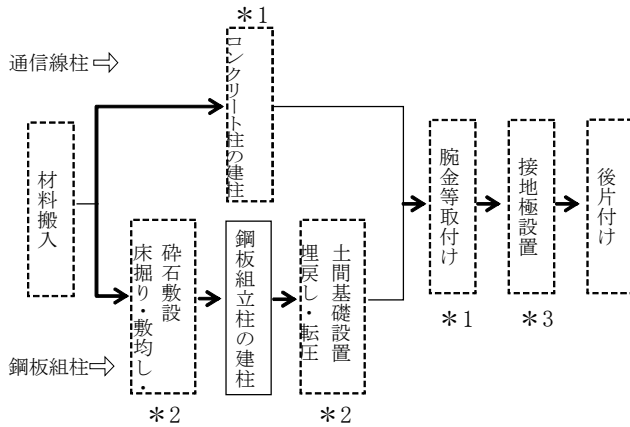 ＊1
通信線柱⇨
コンクリート柱の建柱
材料搬入
腕金等取付け
接地極設置
後片付け
砕石敷設
床掘り・敷均し・
鋼板組立柱の建柱
土間基礎設置
埋戻し・転圧
＊1
＊3
鋼板組柱⇨
＊2
＊2